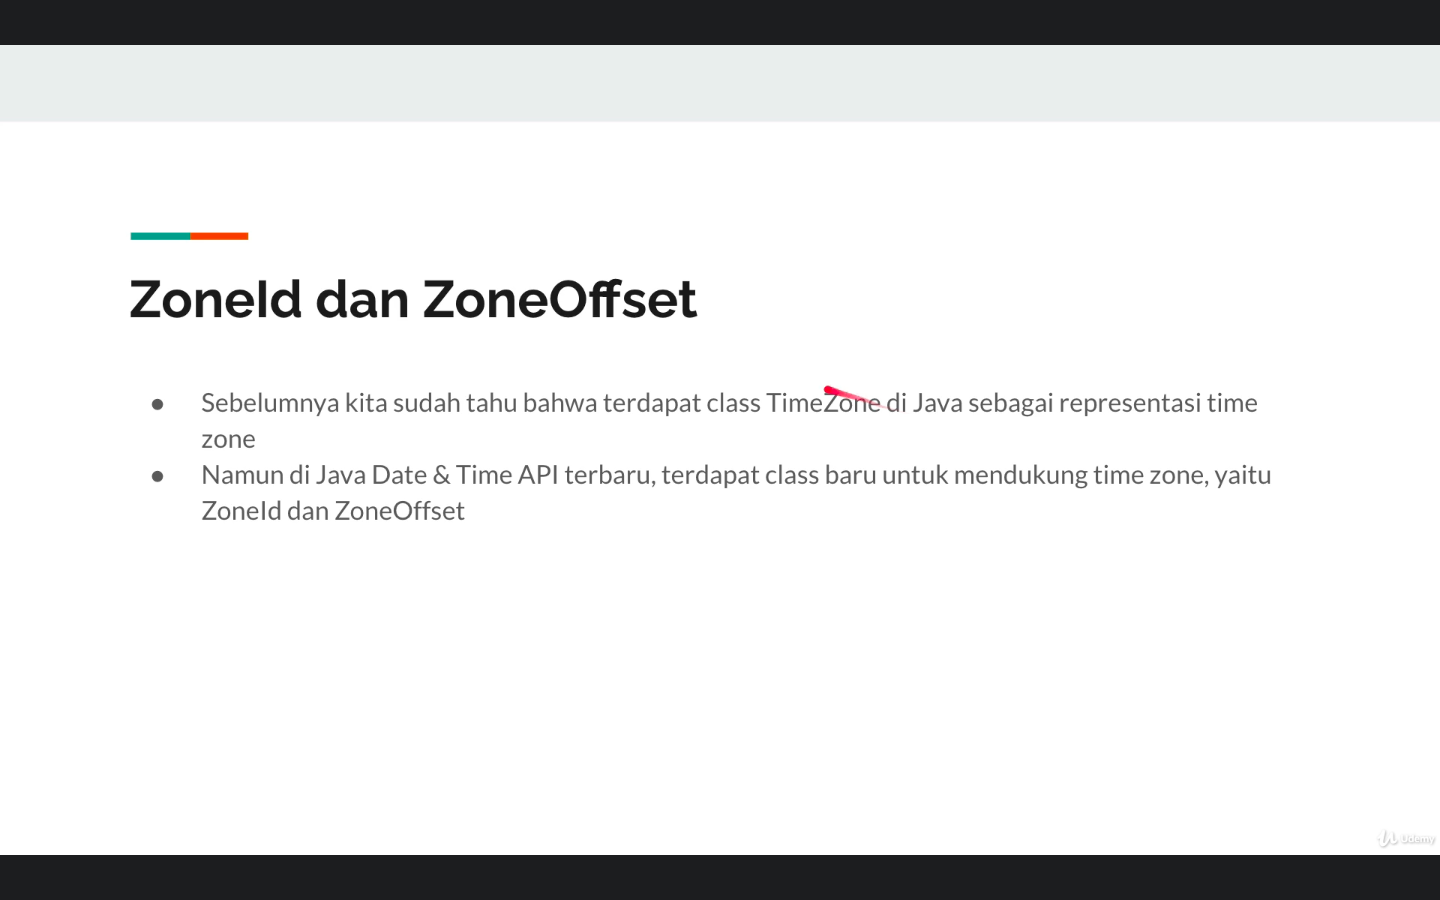 ZoneId dan ZoneOffset
● Sebelumnya kita sudah tahu bahwa terdapat class TimeZone di Java sebagai representasi time
zone
● Namun di Java Date & Time API terbaru, terdapat class baru untuk mendukung time zone, yaitu
ZoneId dan ZoneOffset
Udemy